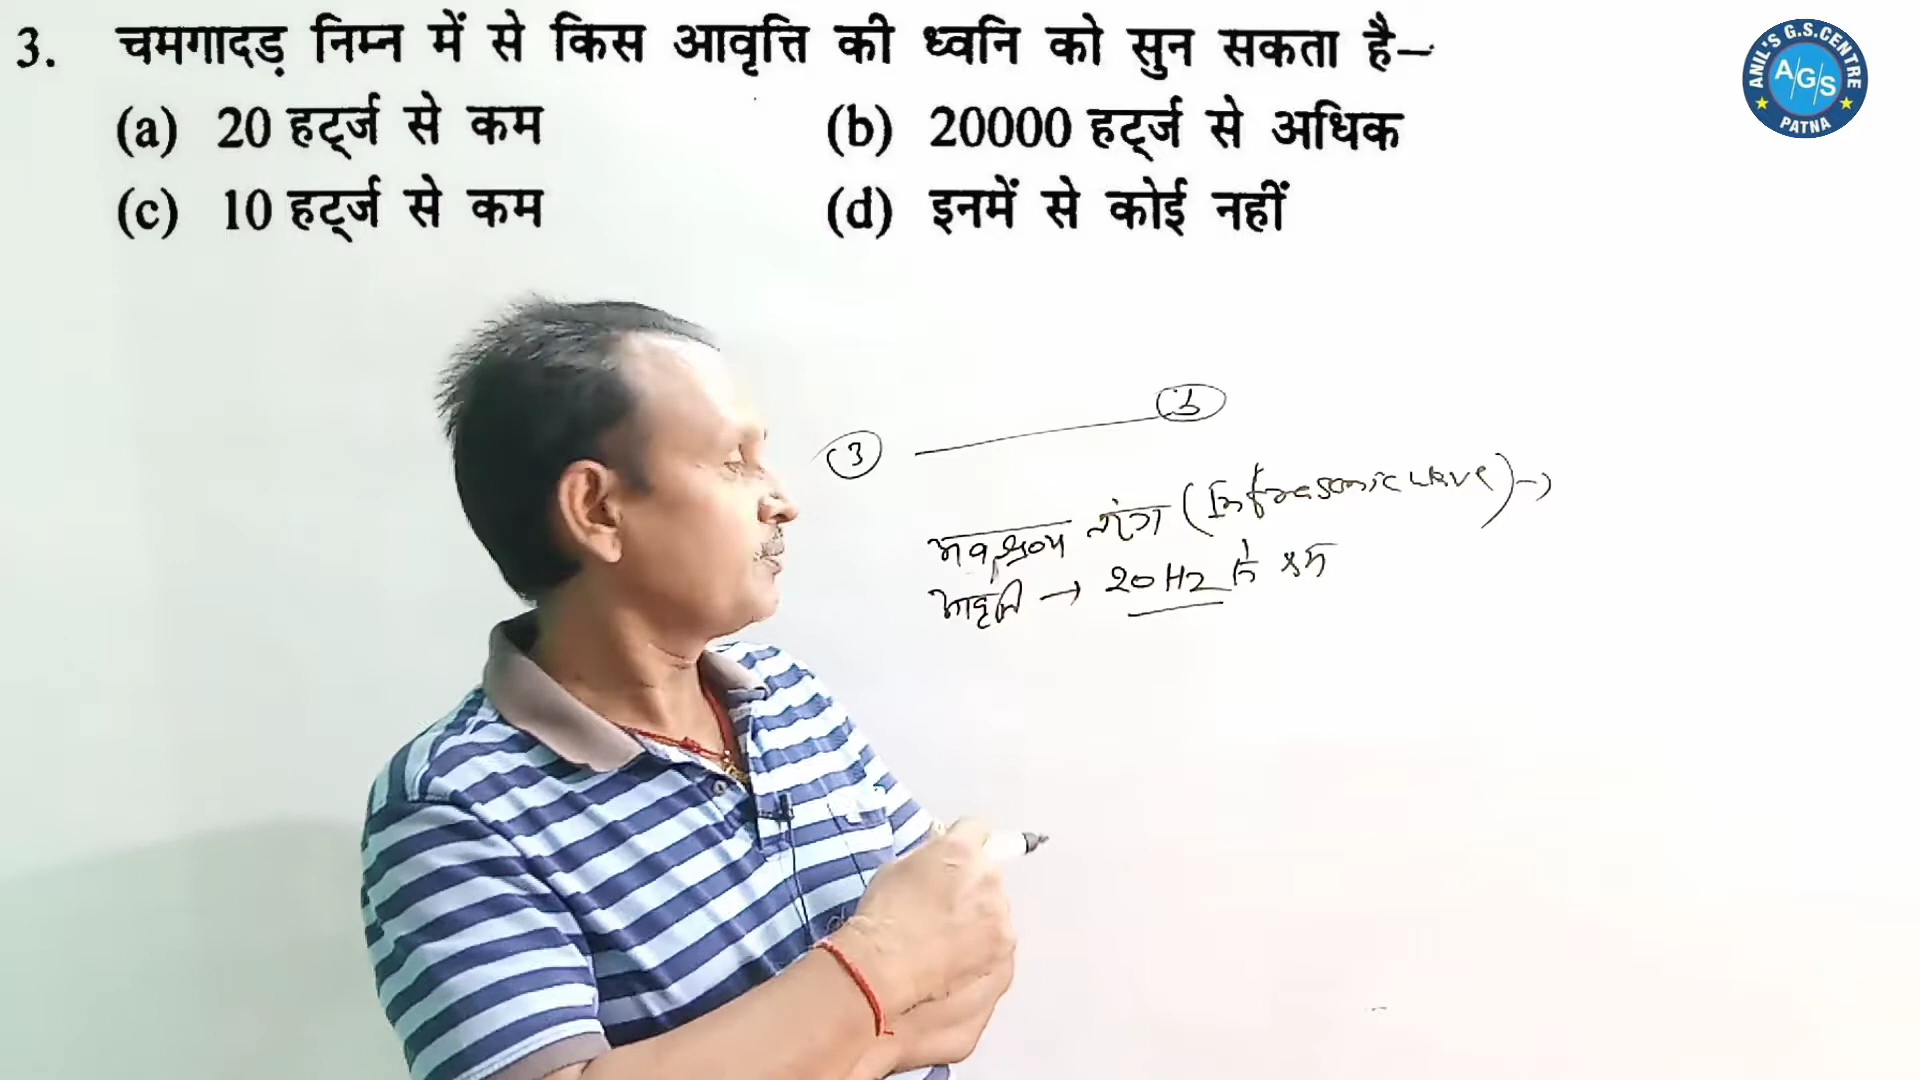 3. चमगादड़ निम्न में से किस आवृत्ति की ध्वनि को सुन सकता है–
(a) 20 हर्ट्ज से कम (b) 20000 हर्ट्ज से अधिक
(c) 10 हर्ट्ज से कम (d) इनमें से कोई नहीं
ANIL'S G.S.CENTRE
A/G/S
PATNA
3 b
अवश्रव्य तरंग (Infrasonic wave) →
आवृत्ति → 20 Hz से कम